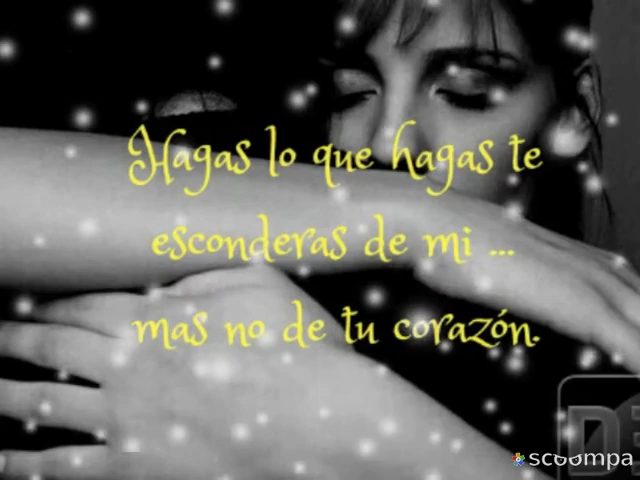 Hagas lo que hagas te
esconderas de mi ...
mas no de tu corazón.
scoompa